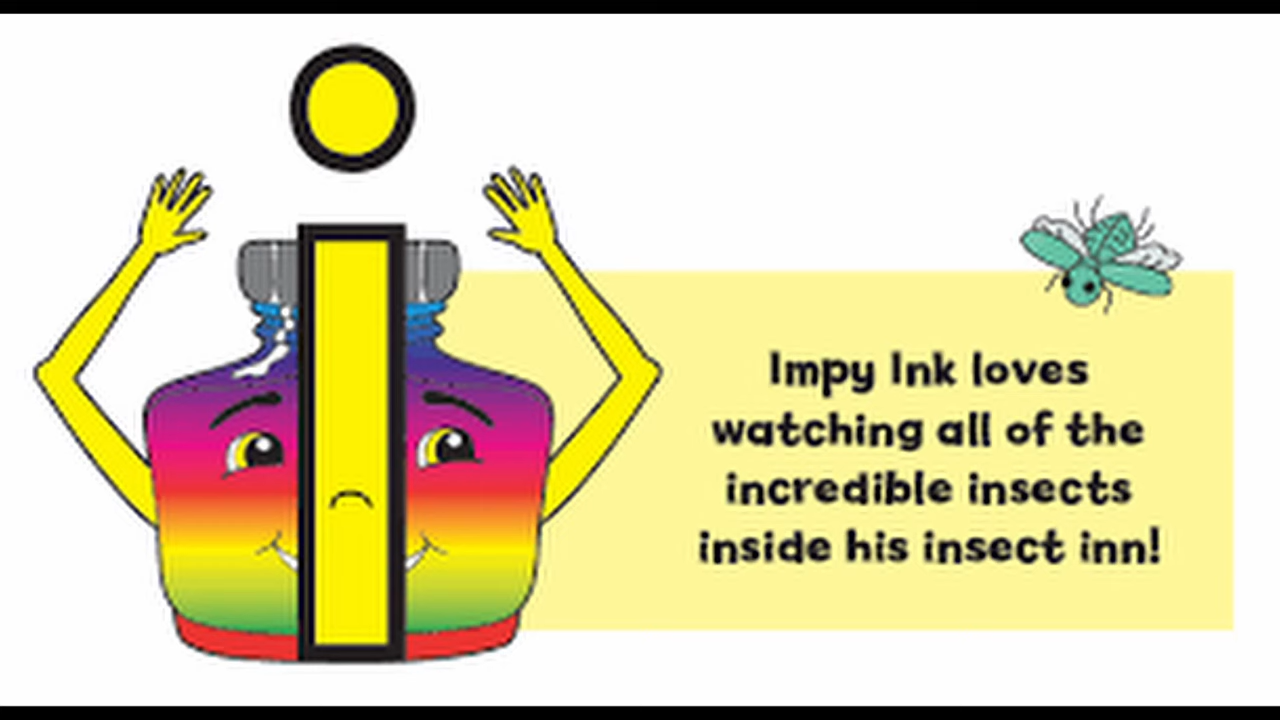 i
Impy Ink loves
watching all of the
incredible insects
inside his insect inn!